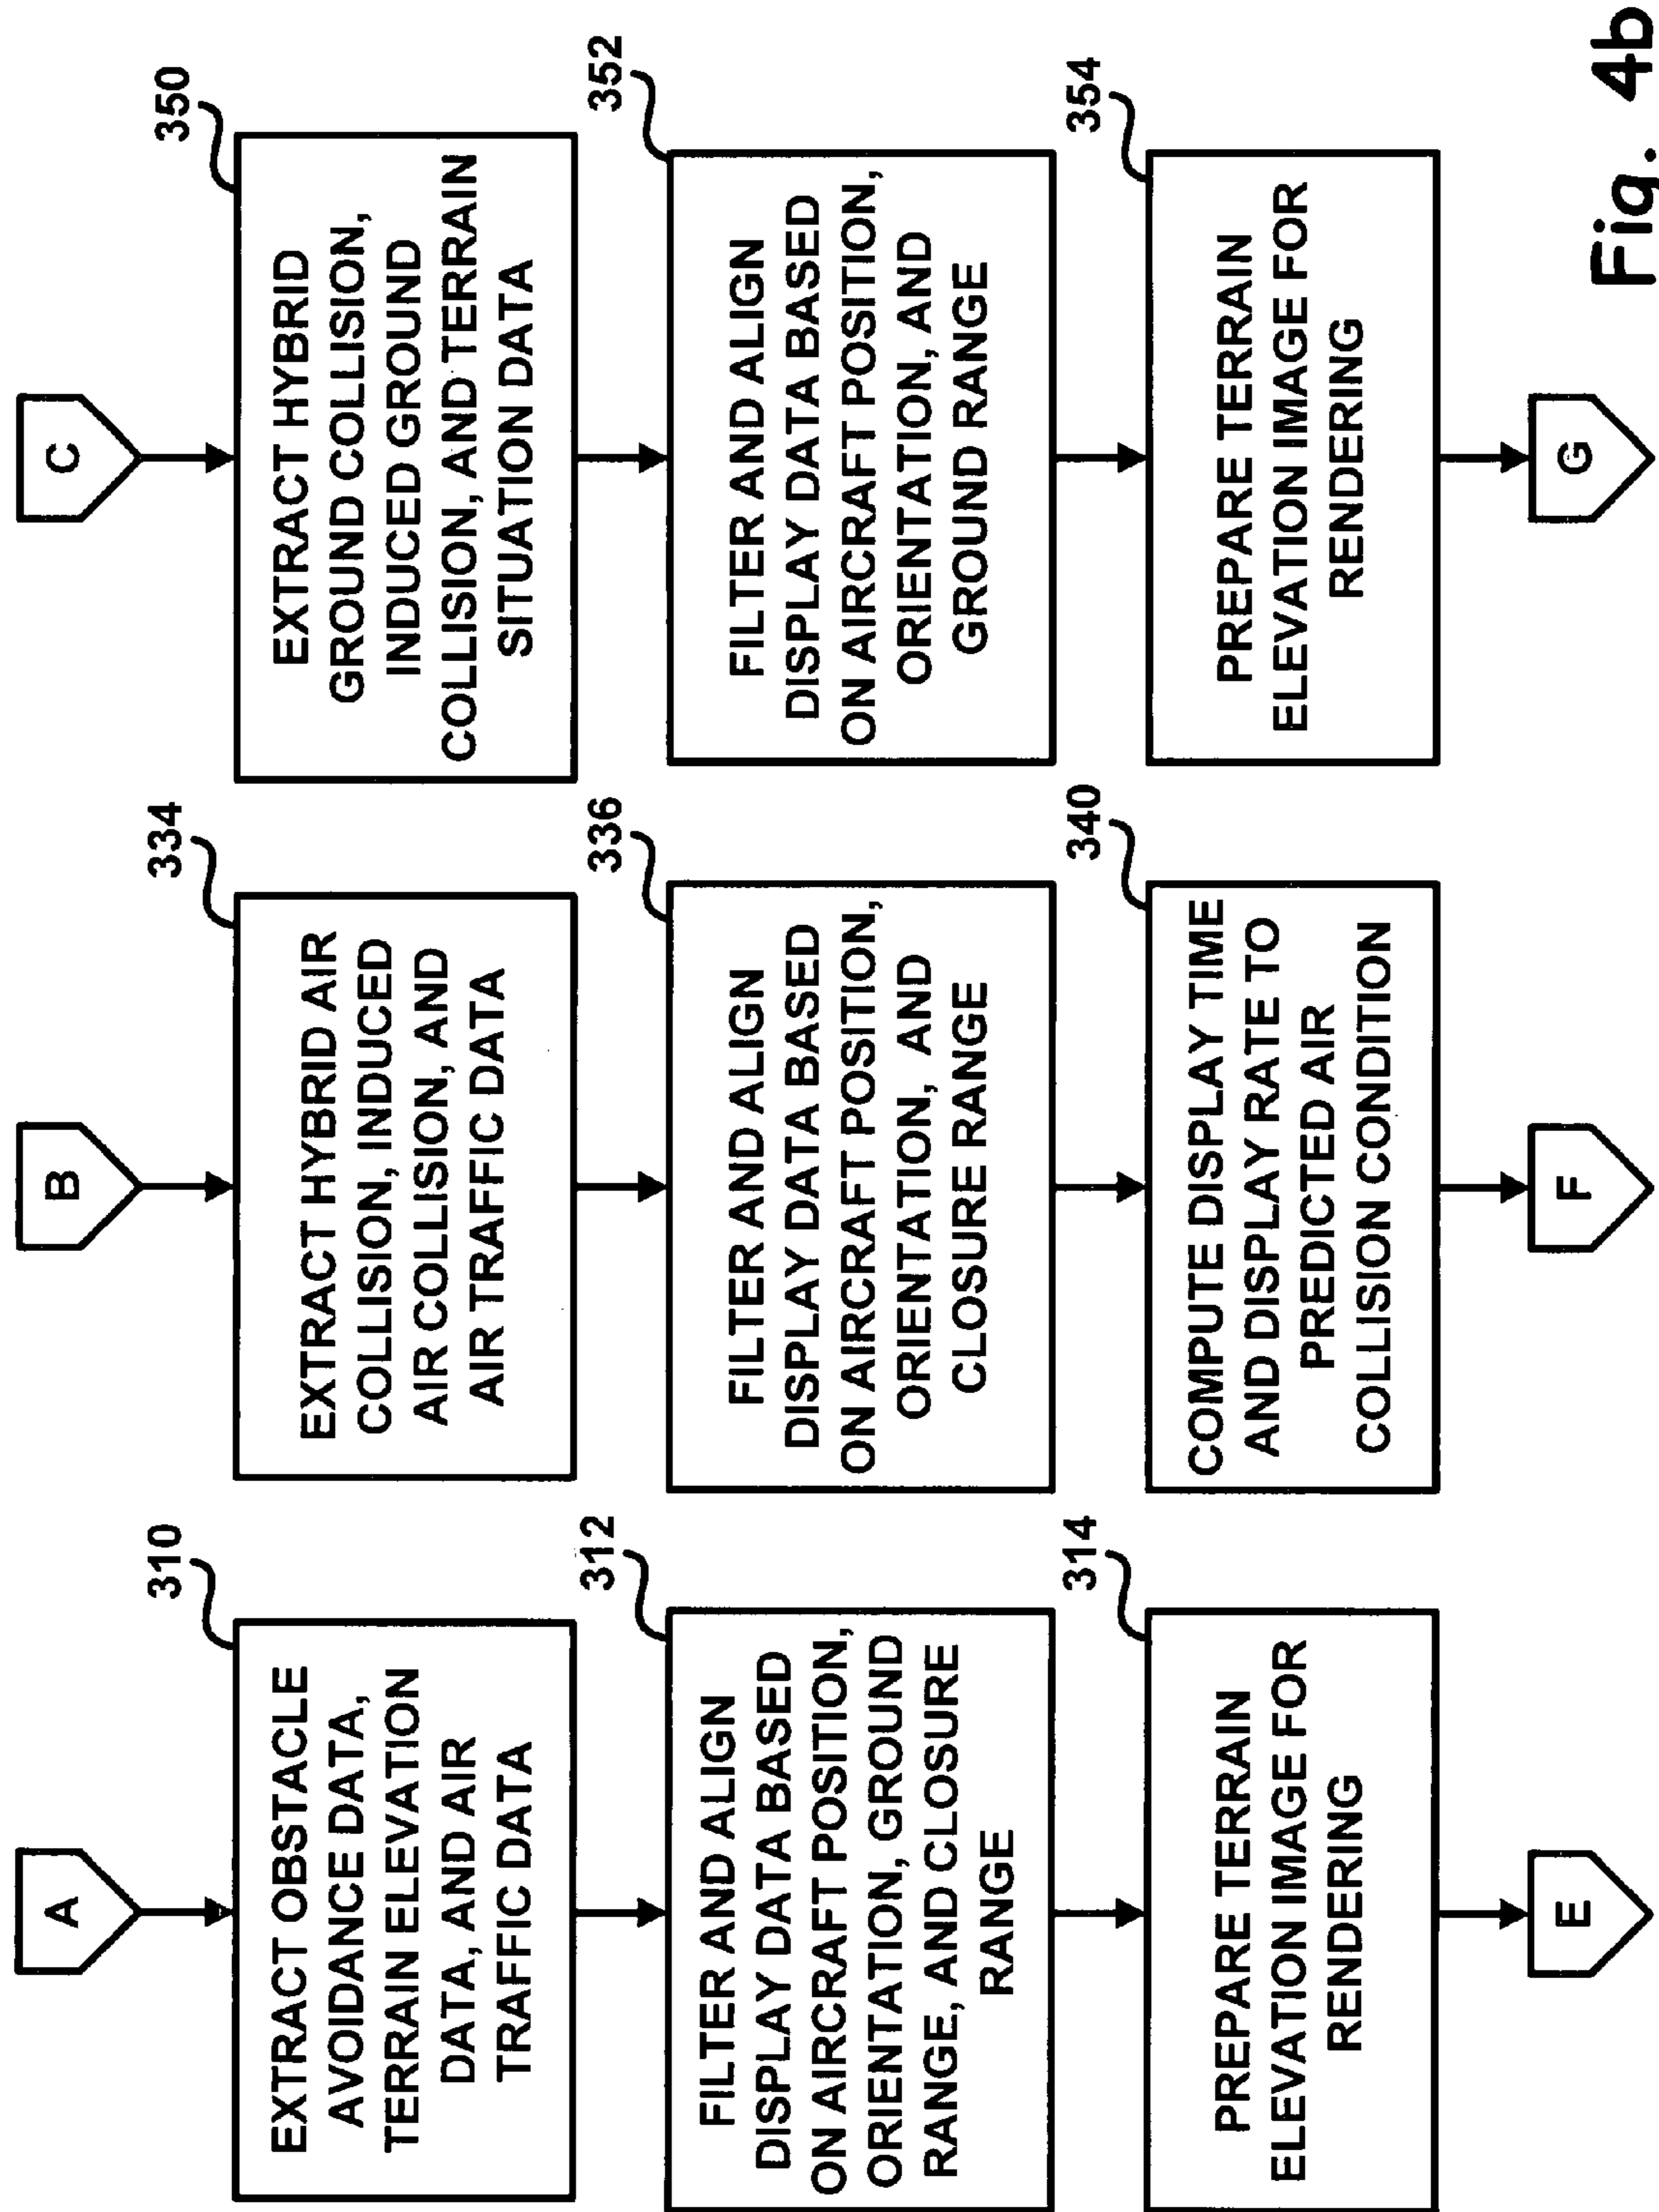 A
310
EXTRACT OBSTACLE
AVOIDANCE DATA,
TERRAIN ELEVATION
DATA, AND AIR
TRAFFIC DATA
312
FILTER AND ALIGN
DISPLAY DATA BASED
ON AIRCRAFT POSITION,
ORIENTATION, GROUND
RANGE, AND CLOSURE
RANGE
314
PREPARE TERRAIN
ELEVATION IMAGE FOR
RENDERING
E
B
334
EXTRACT HYBRID AIR
COLLISION, INDUCED
AIR COLLISION, AND
AIR TRAFFIC DATA
336
FILTER AND ALIGN
DISPLAY DATA BASED
ON AIRCRAFT POSITION,
ORIENTATION, AND
CLOSURE RANGE
340
COMPUTE DISPLAY TIME
AND DISPLAY RATE TO
PREDICTED AIR
COLLISION CONDITION
F
C
350
EXTRACT HYBRID
GROUND COLLISION,
INDUCED GROUND
COLLISION, AND TERRAIN
SITUATION DATA
352
FILTER AND ALIGN
DISPLAY DATA BASED
ON AIRCRAFT POSITION,
ORIENTATION, AND
GROUND RANGE
354
PREPARE TERRAIN
ELEVATION IMAGE FOR
RENDERING
G
Fig. 4b